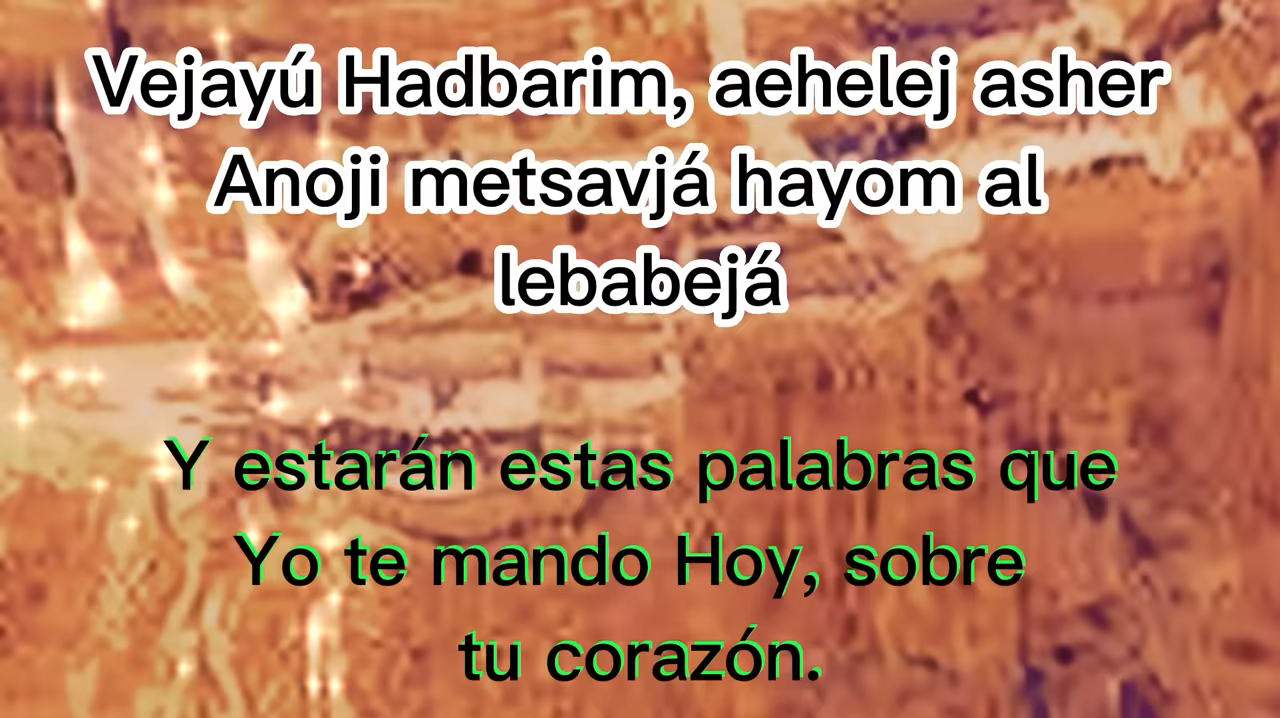 Vejayú Hadbarim, aehelej asher
Anoji metsavjá hayom al
lebabejá
Y estarán estas palabras que
Yo te mando Hoy, sobre
tu corazón.